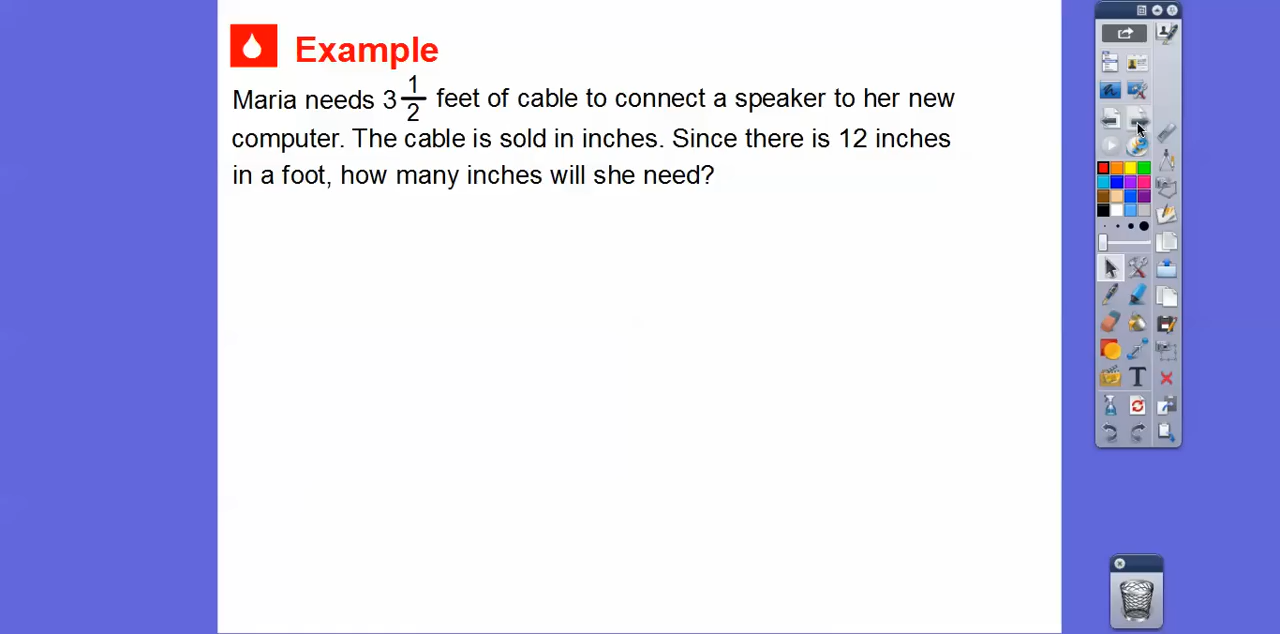 Example
Maria needs 3 1/2 feet of cable to connect a speaker to her new
computer. The cable is sold in inches. Since there is 12 inches
in a foot, how many inches will she need?
T